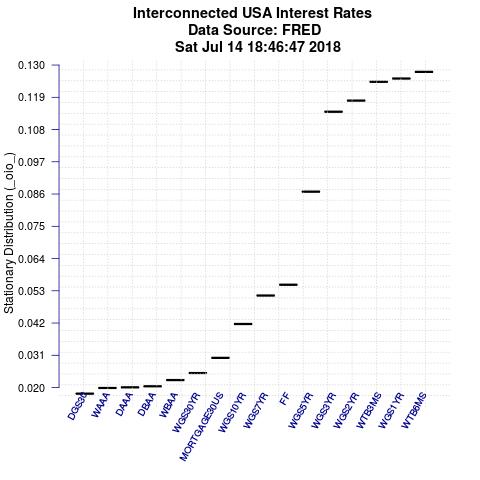 Interconnected USA Interest Rates
Data Source: FRED
Sat Jul 14 18:46:47 2018
Stationary Distribution (_oio_)
0.130
0.119
0.108
0.097
0.086
0.075
0.064
0.053
0.042
0.031
0.020
DGS30
WAAA
DAAA
DBAA
WBAA
WGS30YR
MORTGAGE30US
WGS10YR
WGS7YR
FF
WGS5YR
WGS3YR
WGS2YR
WTB3MS
WGS1YR
WTB6MS